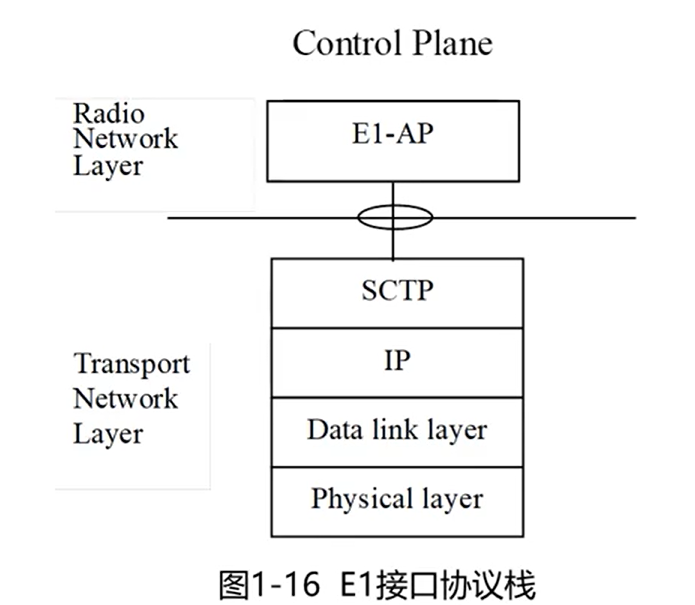 Control Plane
Radio
Network
Layer
E1-AP
SCTP
IP
Transport
Network
Layer
Data link layer
Physical layer
图1-16 E1接口协议栈